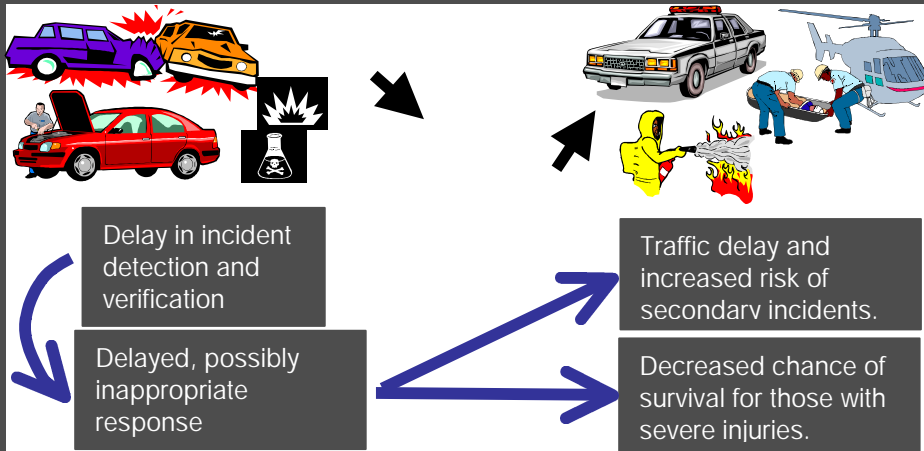 Delay in incident
detection and
verification
Delayed, possibly
inappropriate
response
Traffic delay and
increased risk of
secondary incidents.
Decreased chance of
survival for those with
severe injuries.